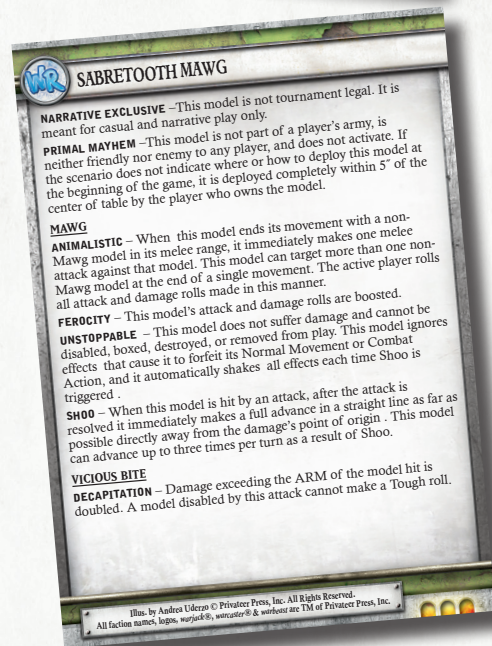 WR
SABRETOOTH MAWG
NARRATIVE EXCLUSIVE –This model is not tournament legal. It is
meant for casual and narrative play only.
PRIMAL MAYHEM –This model is not part of a player's army, is
neither friendly nor enemy to any player, and does not activate. If
the scenario does not indicate where or how to deploy this model at
the beginning of the game, it is deployed completely within 5˝ of the
center of table by the player who owns the model.
MAWG
ANIMALISTIC – When this model ends its movement with a non-
Mawg model in its melee range, it immediately makes one melee
attack against that model. This model can target more than one non-
Mawg model at the end of a single movement. The active player rolls
all attack and damage rolls made in this manner.
FEROCITY – This model's attack and damage rolls are boosted.
UNSTOPPABLE – This model does not suffer damage and cannot be
disabled, boxed, destroyed, or removed from play. This model ignores
effects that cause it to forfeit its Normal Movement or Combat
Action, and it automatically shakes all effects each time Shoo is
triggered .
SHOO – When this model is hit by an attack, after the attack is
resolved it immediately makes a full advance in a straight line as far as
possible directly away from the damage's point of origin . This model
can advance up to three times per turn as a result of Shoo.
VICIOUS BITE
DECAPITATION – Damage exceeding the ARM of the model hit is
doubled. A model disabled by this attack cannot make a Tough roll.
Illus. by Andrea Uderzo © Privateer Press, Inc. All Rights Reserved.
All faction names, logos, warjack®, warcaster® & warbeast are TM of Privateer Press, Inc.